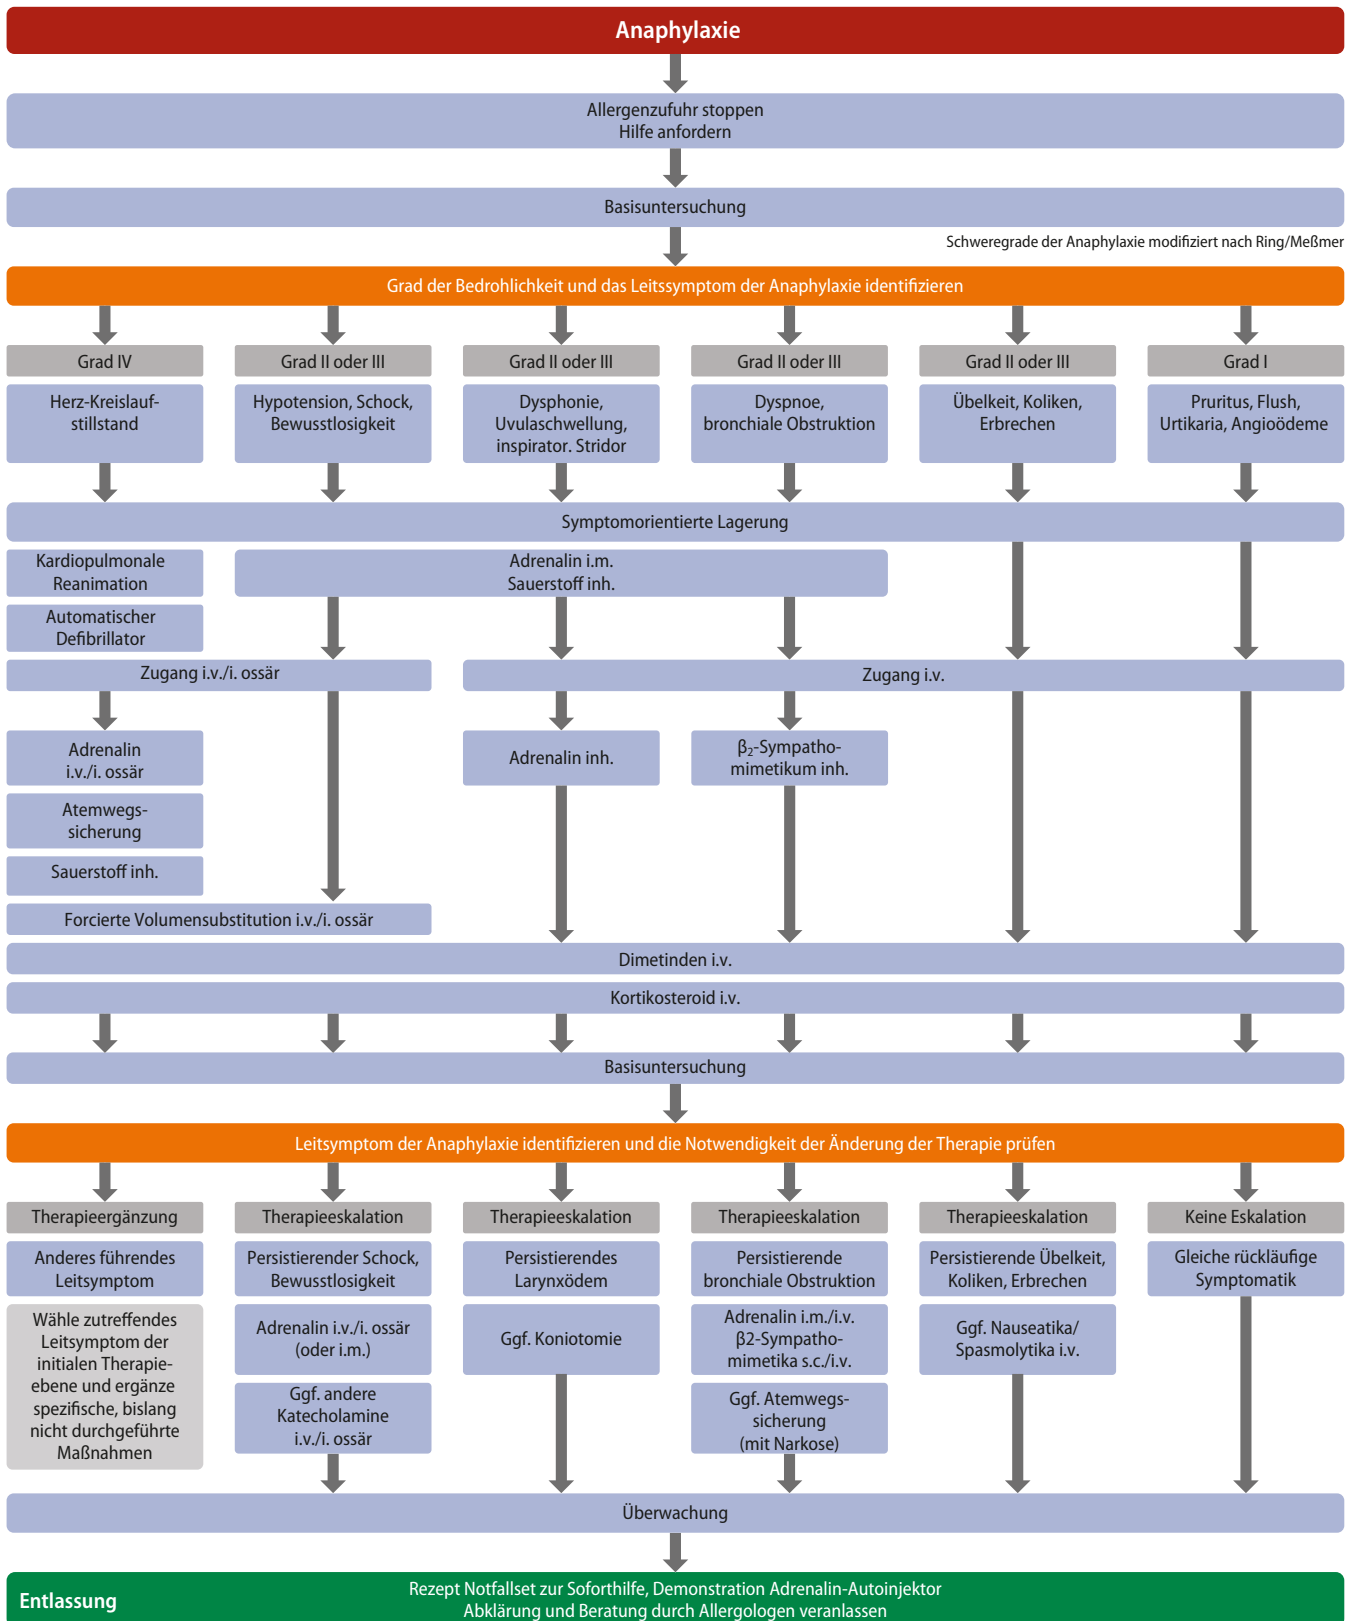 Anaphylaxie
Allergenzufuhr stoppen
Hilfe anfordern
Basisuntersuchung
Schweregrade der Anaphylaxie modifiziert nach Ring/Meßmer
Grad der Bedrohlichkeit und das Leitssymptom der Anaphylaxie identifizieren
Grad IV
Grad II oder III
Grad II oder III
Grad II oder III
Grad II oder III
Grad I
Herz-Kreislauf-
stillstand
Hypotension, Schock,
Bewusstlosigkeit
Dysphonie,
Uvulaschwellung,
inspirator. Stridor
Dyspnoe,
bronchiale Obstruktion
Übelkeit, Koliken,
Erbrechen
Pruritus, Flush,
Urtikaria, Angioödeme
Symptomorientierte Lagerung
Kardiopulmonale
Reanimation
Adrenalin i.m.
Sauerstoff inh.
Automatischer
Defibrillator
Zugang i.v./i. ossär
Zugang i.v.
Adrenalin
i.v./i. ossär
Adrenalin inh.
β₂-Sympatho-
mimetikum inh.
Atemwegs-
sicherung
Sauerstoff inh.
Forcierte Volumensubstitution i.v./i. ossär
Dimetinden i.v.
Kortikosteroid i.v.
Basisuntersuchung
Leitsymptom der Anaphylaxie identifizieren und die Notwendigkeit der Änderung der Therapie prüfen
Therapieergänzung
Therapieeskalation
Therapieeskalation
Therapieeskalation
Therapieeskalation
Keine Eskalation
Anderes führendes
Leitsymptom
Persistierender Schock,
Bewusstlosigkeit
Persistierendes
Larynxödem
Persistierende
bronchiale Obstruktion
Persistierende Übelkeit,
Koliken, Erbrechen
Gleiche rückläufige
Symptomatik
Wähle zutreffendes
Leitsymptom der
initialen Therapie-
ebene und ergänze
spezifische, bislang
nicht durchgeführte
Maßnahmen
Adrenalin i.v./i. ossär
(oder i.m.)
Ggf. andere
Katecholamine
i.v./i. ossär
Ggf. Koniotomie
Adrenalin i.m./i.v.
β2-Sympatho-
mimetika s.c./i.v.
Ggf. Atemwegs-
sicherung
(mit Narkose)
Ggf. Nauseatika/
Spasmolytika i.v.
Überwachung
Entlassung
Rezept Notfallset zur Soforthilfe, Demonstration Adrenalin-Autoinjektor
Abklärung und Beratung durch Allergologen veranlassen